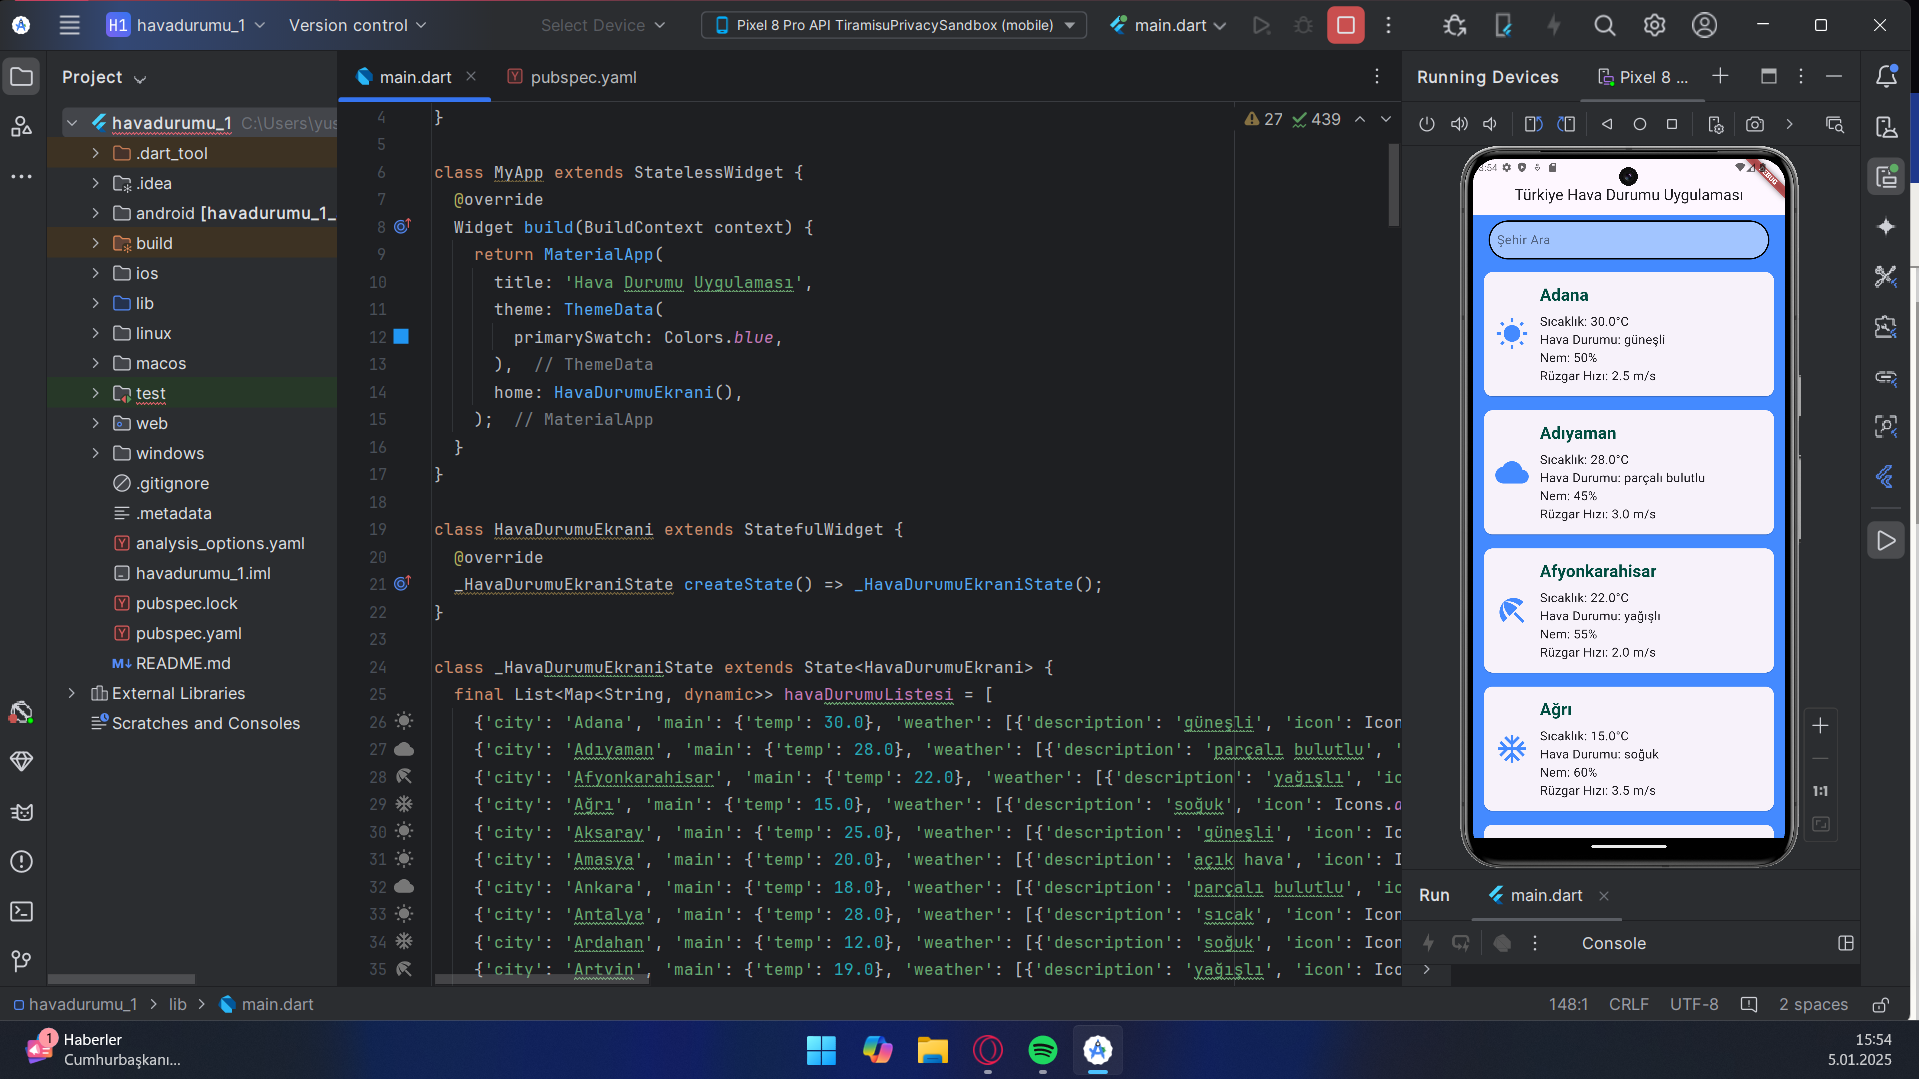 H1 havadurumu_1 Version control Select Device Pixel 8 Pro API TiramisuPrivacySandbox (mobile) main.dart
Project
havadurumu_1 C:\Users\yus
.dart_tool
.idea
android [havadurumu_1_
build
ios
lib
linux
macos
test
web
windows
.gitignore
.metadata
analysis_options.yaml
havadurumu_1.iml
pubspec.lock
pubspec.yaml
README.md
External Libraries
Scratches and Consoles
main.dart pubspec.yaml
27 439
4 }
5
6 class MyApp extends StatelessWidget {
7 @override
8 Widget build(BuildContext context) {
9 return MaterialApp(
10 title: 'Hava Durumu Uygulaması',
11 theme: ThemeData(
12 primarySwatch: Colors.blue,
13 ), // ThemeData
14 home: HavaDurumuEkrani(),
15 ); // MaterialApp
16 }
17 }
18
19 class HavaDurumuEkrani extends StatefulWidget {
20 @override
21 _HavaDurumuEkraniState createState() => _HavaDurumuEkraniState();
22 }
23
24 class _HavaDurumuEkraniState extends State<HavaDurumuEkrani> {
25 final List<Map<String, dynamic>> havaDurumuListesi = [
26 {'city': 'Adana', 'main': {'temp': 30.0}, 'weather': [{'description': 'güneşli', 'icon': Icon
27 {'city': 'Adıyaman', 'main': {'temp': 28.0}, 'weather': [{'description': 'parçalı bulutlu', '
28 {'city': 'Afyonkarahisar', 'main': {'temp': 22.0}, 'weather': [{'description': 'yağışlı', 'ic
29 {'city': 'Ağrı', 'main': {'temp': 15.0}, 'weather': [{'description': 'soğuk', 'icon': Icons.a
30 {'city': 'Aksaray', 'main': {'temp': 25.0}, 'weather': [{'description': 'güneşli', 'icon': Ic
31 {'city': 'Amasya', 'main': {'temp': 20.0}, 'weather': [{'description': 'açık hava', 'icon': I
32 {'city': 'Ankara', 'main': {'temp': 18.0}, 'weather': [{'description': 'parçalı bulutlu', 'ic
33 {'city': 'Antalya', 'main': {'temp': 28.0}, 'weather': [{'description': 'sıcak', 'icon': Icon
34 {'city': 'Ardahan', 'main': {'temp': 12.0}, 'weather': [{'description': 'soğuk', 'icon': Icon
35 {'city': 'Artvin', 'main': {'temp': 19.0}, 'weather': [{'description': 'yağışlı', 'icon': Ico
Running Devices Pixel 8 ...
3:54
DEBUG
Türkiye Hava Durumu Uygulaması
Şehir Ara
Adana
Sıcaklık: 30.0°C
Hava Durumu: güneşli
Nem: 50%
Rüzgar Hızı: 2.5 m/s
Adıyaman
Sıcaklık: 28.0°C
Hava Durumu: parçalı bulutlu
Nem: 45%
Rüzgar Hızı: 3.0 m/s
Afyonkarahisar
Sıcaklık: 22.0°C
Hava Durumu: yağışlı
Nem: 55%
Rüzgar Hızı: 2.0 m/s
Ağrı
Sıcaklık: 15.0°C
Hava Durumu: soğuk
Nem: 60%
Rüzgar Hızı: 3.5 m/s
1:1
Run main.dart
Console
havadurumu_1 > lib > main.dart
148:1 CRLF UTF-8 2 spaces
1
Haberler
Cumhurbaşkanı...
15:54
5.01.2025